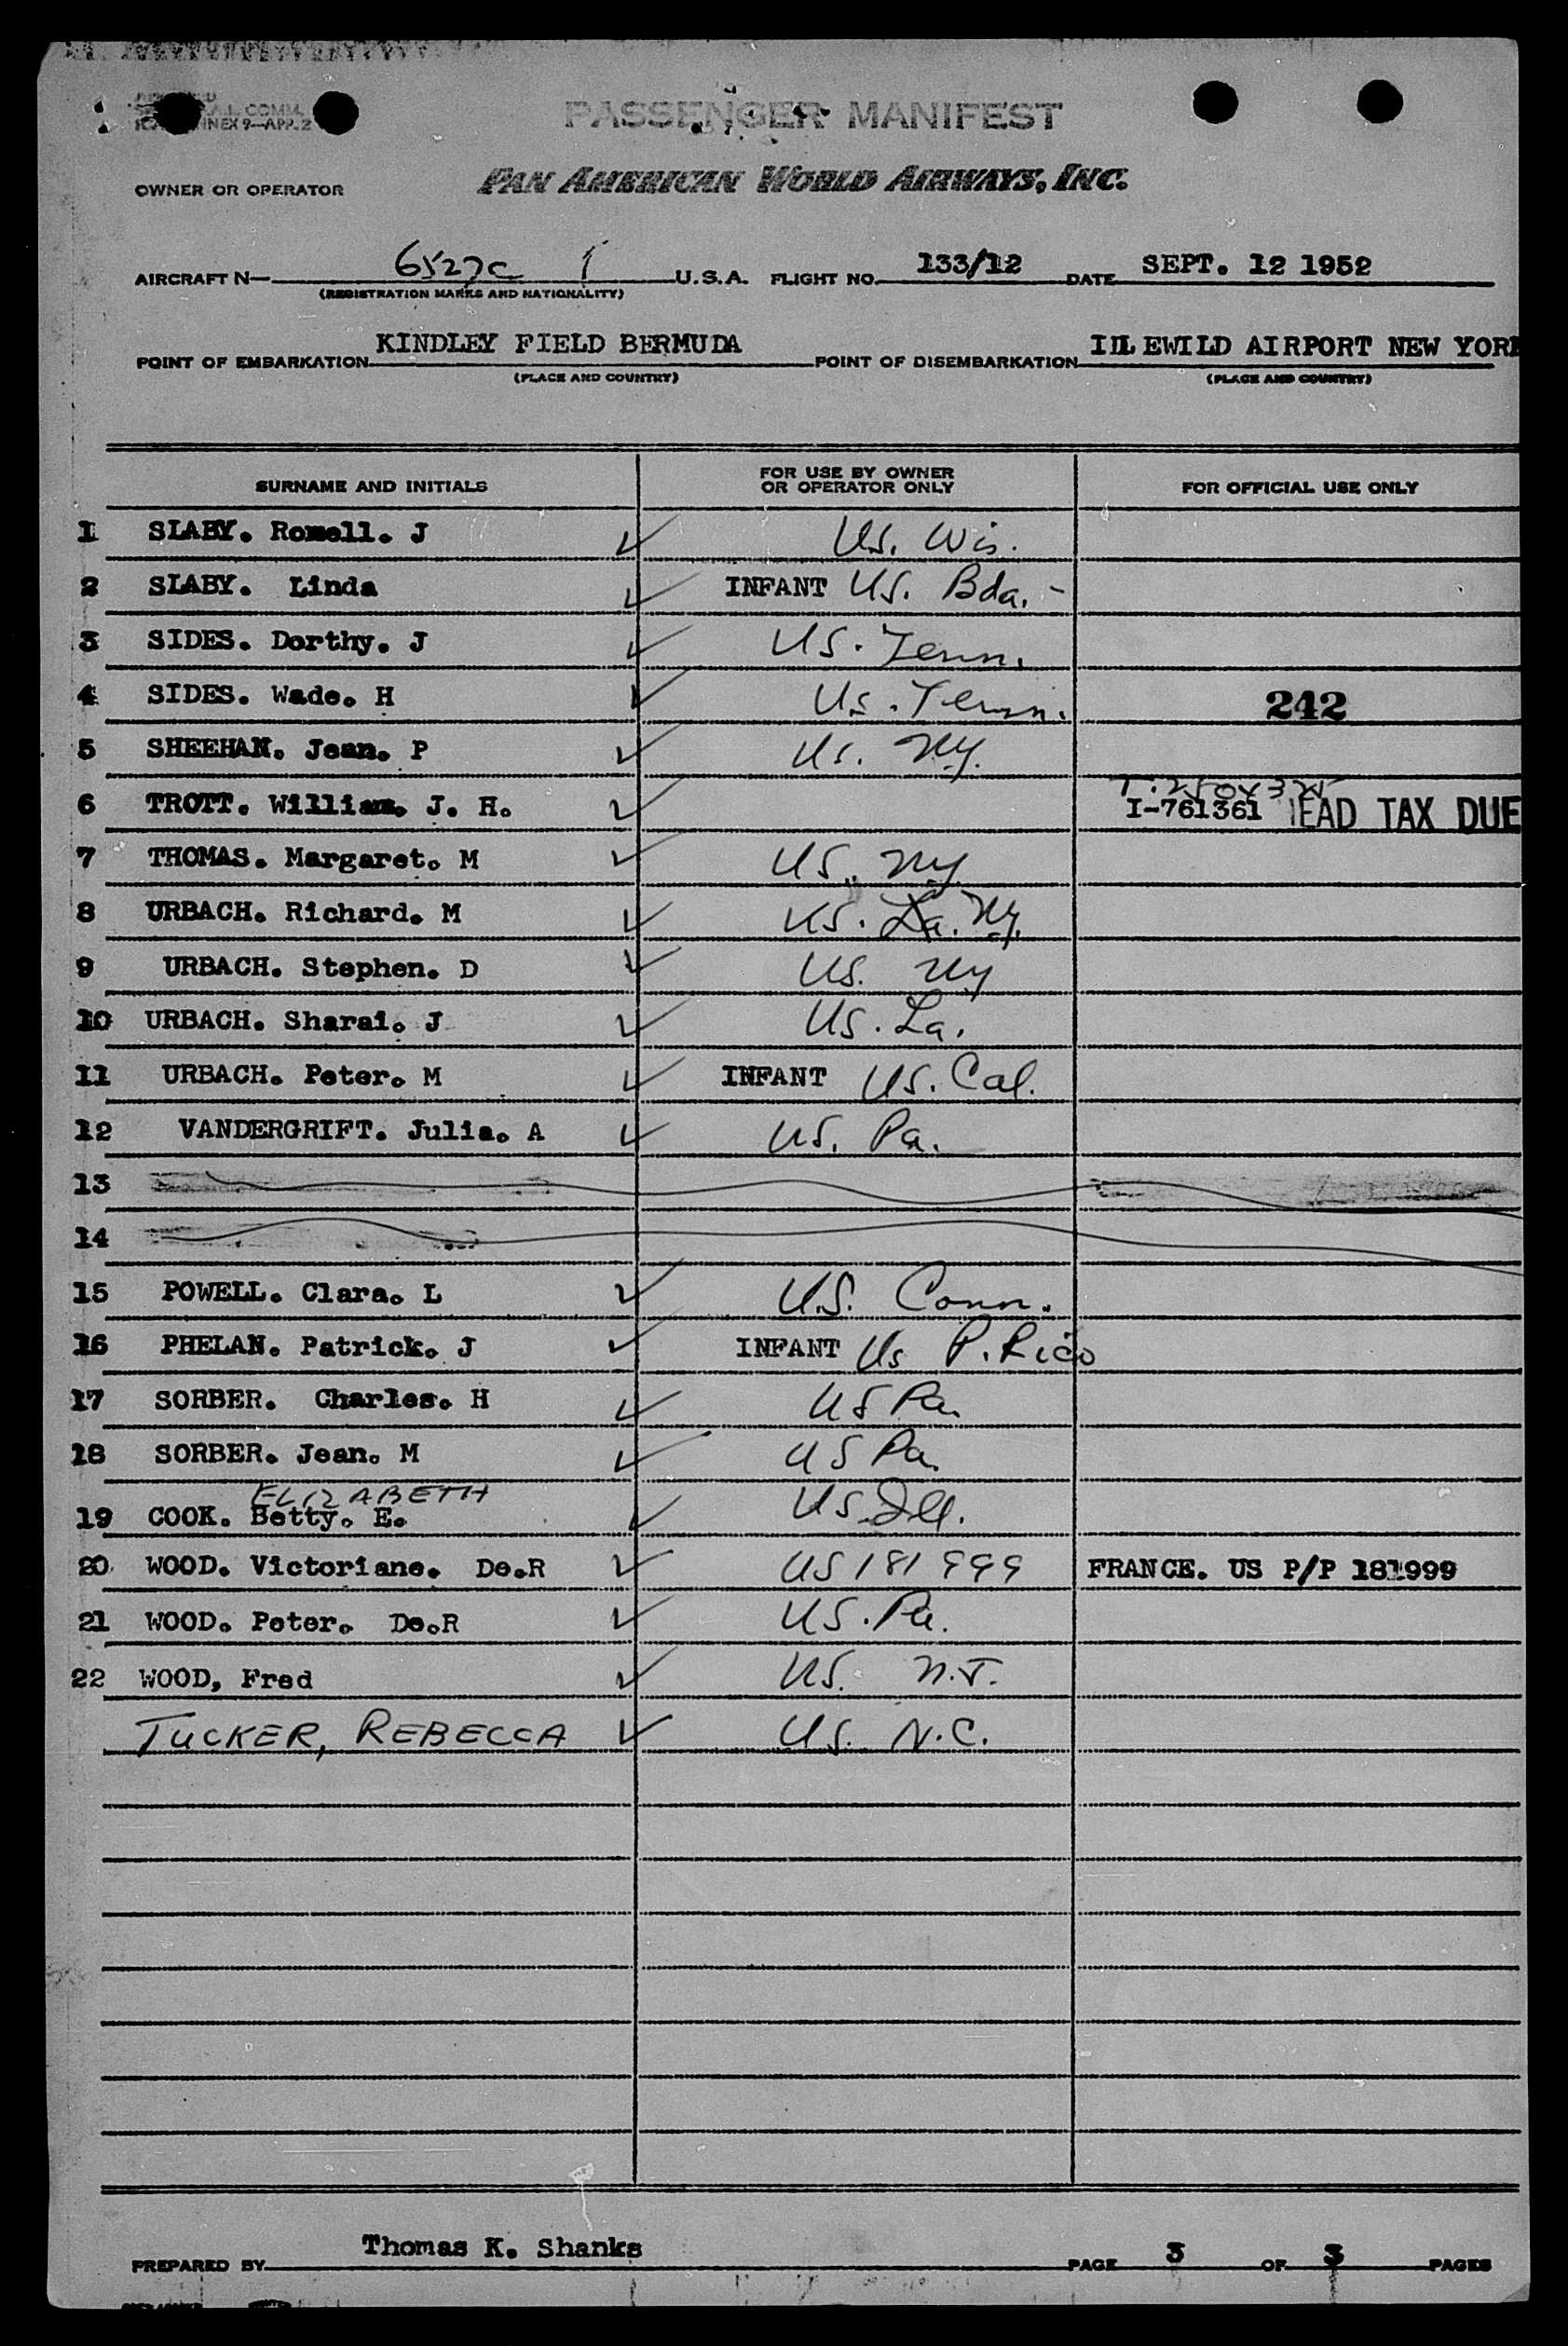 PASSENGER MANIFEST
OWNER OR OPERATOR PAN AMERICAN WORLD AIRWAYS, INC.
AIRCRAFT N— 6527C U.S.A. FLIGHT NO. 133/12 DATE SEPT. 12 1952
(REGISTRATION MARKS AND NATIONALITY)
POINT OF EMBARKATION KINDLEY FIELD BERMUDA POINT OF DISEMBARKATION EWILD AIRPORT NEW YORK
(PLACE AND COUNTRY) (PLACE AND COUNTRY)
SURNAME AND INITIALS FOR USE BY OWNER OR OPERATOR ONLY FOR OFFICIAL USE ONLY
1 SLABY. Romell. J ✓ US. Wis.
2 SLABY. Linda ✓ INFANT US. Bda. -
3 SIDES. Dorthy. J ✓ US. Tenn.
4 SIDES. Wade. H ✓ US. Tenn. 242
5 SHEEHAN. Jean. P ✓ US. NY.
6 TROTT. William. J. H. ✓ I-761361 HEAD TAX DUE
7 THOMAS. Margaret. M ✓ US. NY
8 URBACH. Richard. M ✓ US. La. NY.
9 URBACH. Stephen. D ✓ US. NY
10 URBACH. Sharai. J ✓ US. La.
11 URBACH. Peter. M ✓ INFANT US. Cal.
12 VANDERGRIFT. Julia. A ✓ US. Pa.
13
14
15 POWELL. Clara. L ✓ U.S. Conn.
16 PHELAN. Patrick. J ✓ INFANT US P. Rico
17 SORBER. Charles. H ✓ US Pa.
18 SORBER. Jean. M ✓ US Pa.
ELIZABETH
19 COOK. Betty. E. ✓ US. Ill.
20 WOOD. Victoriane. De.R ✓ US 181999 FRANCE. US P/P 181999
21 WOOD. Peter. De.R ✓ US. Pa.
22 WOOD, Fred ✓ US. N.J.
TUCKER, REBECCA ✓ US. N.C.
PREPARED BY Thomas K. Shanks PAGE 3 OF 3 PAGES